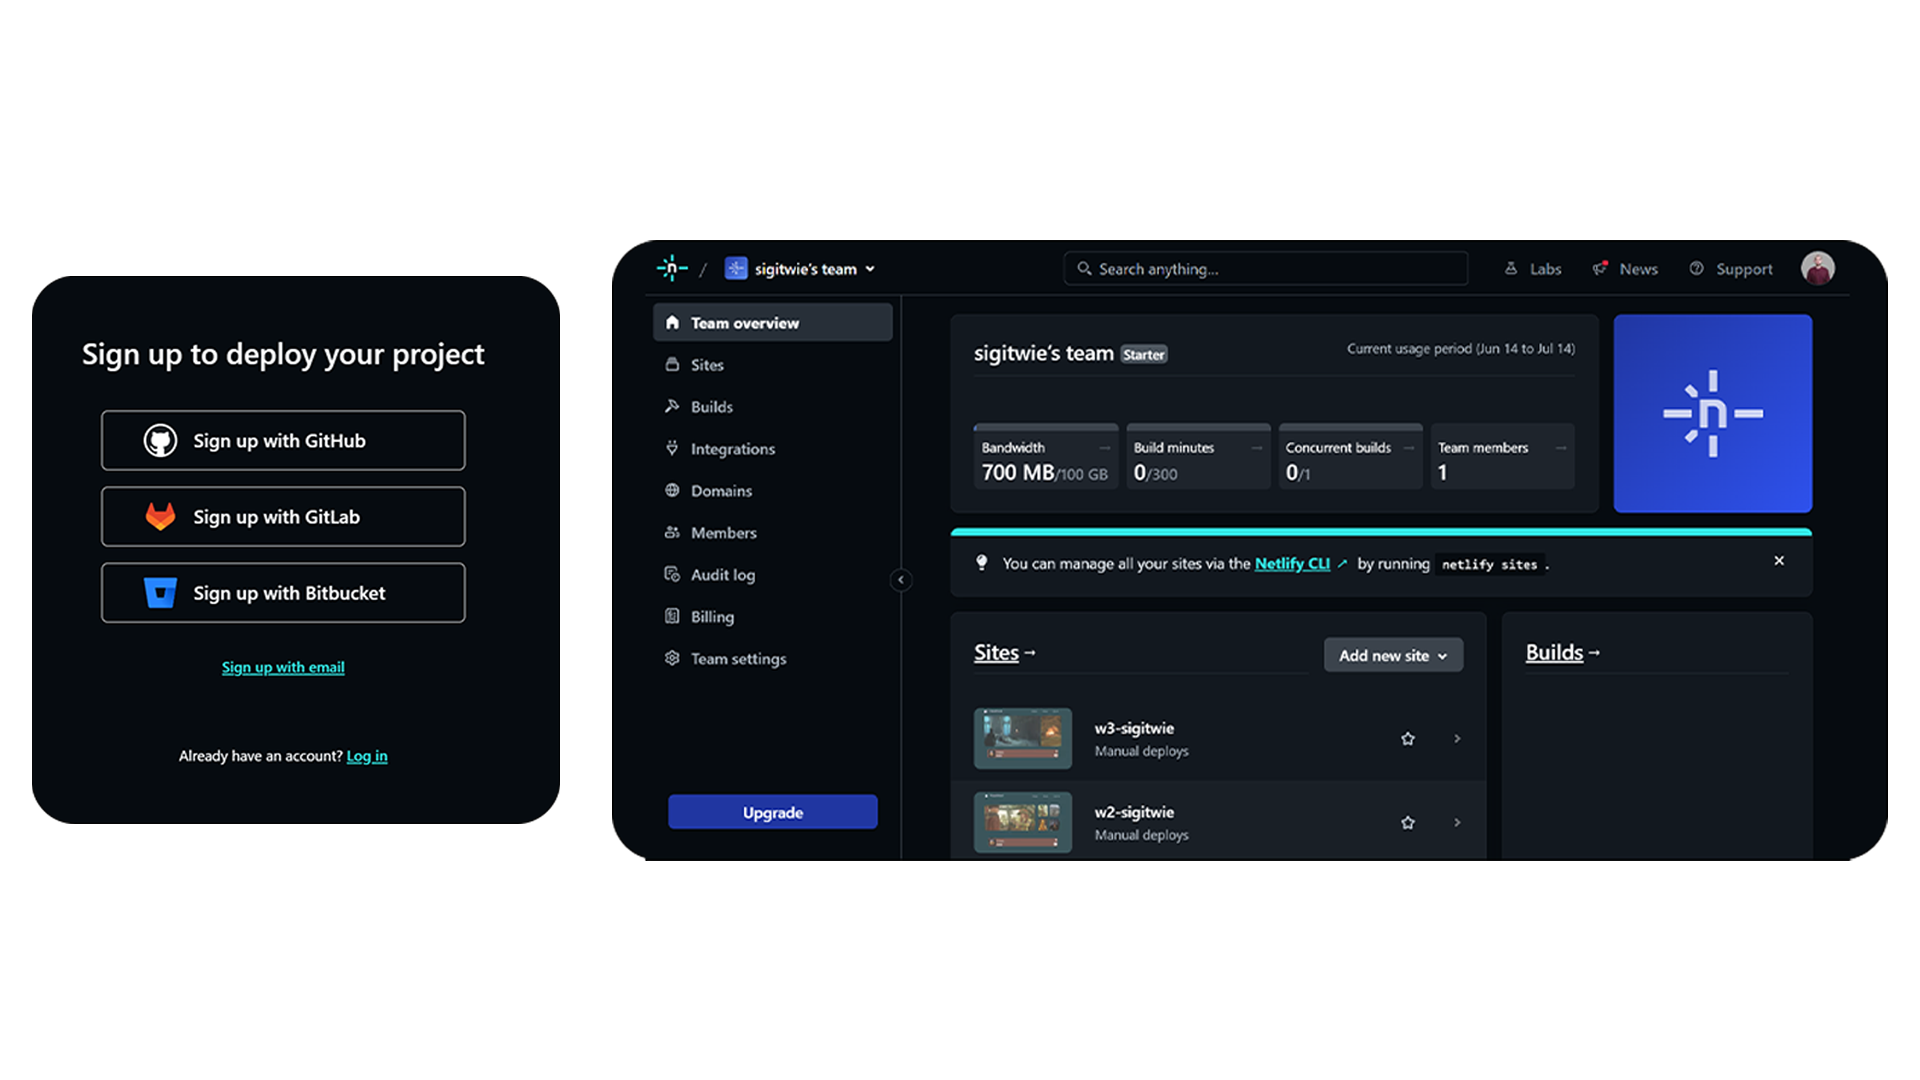 Sign up to deploy your project
Sign up with GitHub
Sign up with GitLab
Sign up with Bitbucket
Sign up with email
Already have an account? Log in
/ sigitwie's team
Search anything...
Labs
News
Support
Team overview
Sites
Builds
Integrations
Domains
Members
Audit log
Billing
Team settings
Upgrade
sigitwie's team Starter
Current usage period (Jun 14 to Jul 14)
Bandwidth
700 MB/100 GB
Build minutes
0/300
Concurrent builds
0/1
Team members
1
You can manage all your sites via the Netlify CLI ↗ by running netlify sites .
Sites →
Add new site
w3-sigitwie
Manual deploys
w2-sigitwie
Manual deploys
Builds →